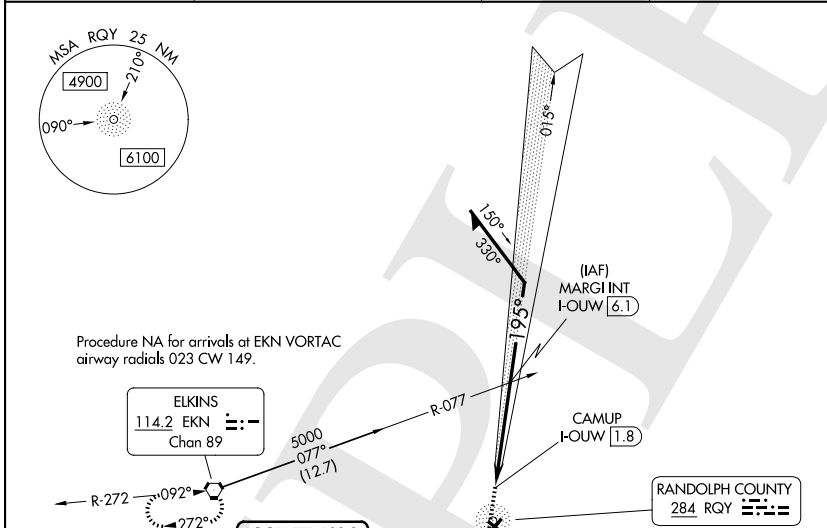 MSA RQY 25 NM
4900
210°
090°
6100
015°
150°
330°
(IAF)
MARGI INT
I-OUW 6.1
195°
Procedure NA for arrivals at EKN VORTAC
airway radials 023 CW 149.
ELKINS
114.2 EKN
Chan 89
R-077
5000
077°
(12.7)
CAMUP
I-OUW 1.8
R-272
092°
272°
RANDOLPH COUNTY
284 RQY